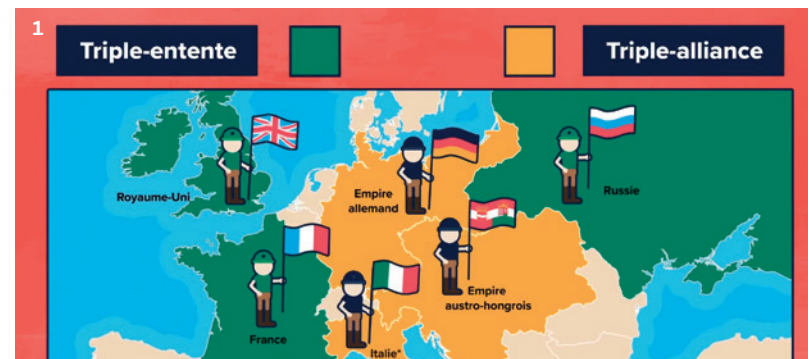 1
Triple-entente
Triple-alliance
Royaume-Uni
Empire
allemand
Russie
Empire
austro-hongrois
France
Italie*